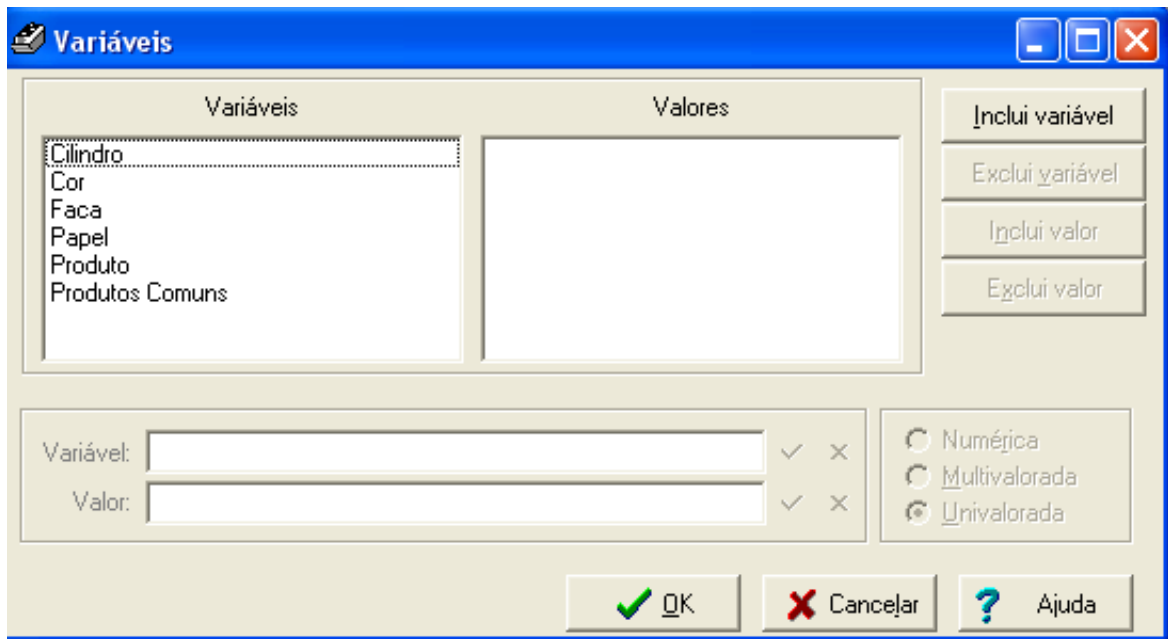 Variáveis
Variáveis
Valores
Cilindro
Cor
Faca
Papel
Produto
Produtos Comuns
Inclui variável
Exclui variável
Inclui valor
Exclui valor
Variável:
Valor:
Numérica
Multivalorada
Univalorada
OK
Cancelar
Ajuda